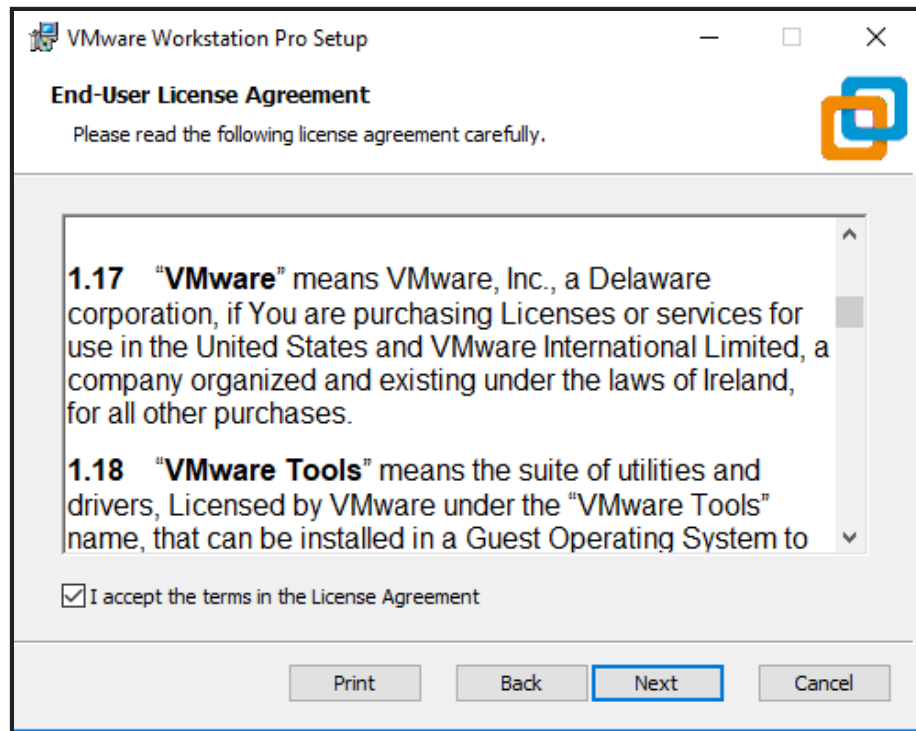 VMware Workstation Pro Setup
End-User License Agreement
Please read the following license agreement carefully.
1.17 “VMware” means VMware, Inc., a Delaware
corporation, if You are purchasing Licenses or services for
use in the United States and VMware International Limited, a
company organized and existing under the laws of Ireland,
for all other purchases.
1.18 “VMware Tools” means the suite of utilities and
drivers, Licensed by VMware under the “VMware Tools”
name, that can be installed in a Guest Operating System to
I accept the terms in the License Agreement
Print Back Next Cancel